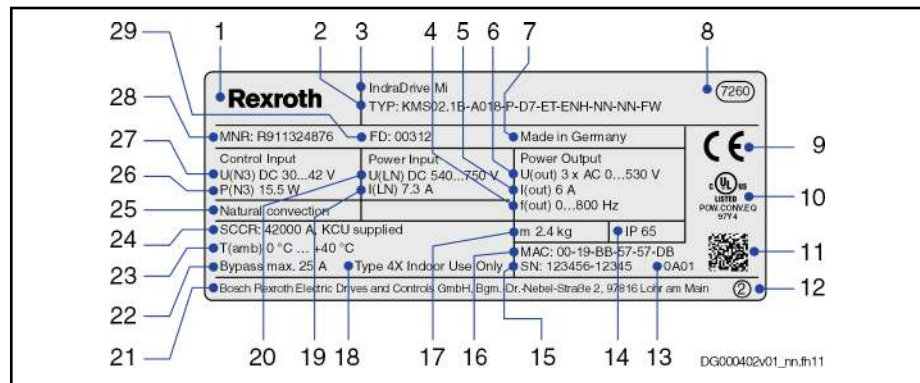 29 1 2 3 4 5 6 7 8
Rexroth
IndraDrive Mi
TYP: KMS02.1B-A018-P-D7-ET-ENH-NN-NN-FW
7260
28
MNR: R911324876
FD: 00312
Made in Germany
CE
9
27
26
Control Input
U(N3) DC 30...42 V
P(N3) 15.5 W
Power Input
U(LN) DC 540...750 V
I(LN) 7.3 A
Power Output
U(out) 3 x AC 0...530 V
I(out) 6 A
f(out) 0...800 Hz
C UL US
LISTED
POW. CONV. EQ
97Y4
10
25
Natural convection
24
SCCR: 42000 A, KCU supplied
m 2.4 kg
IP 65
23
T(amb) 0 °C ... +40 °C
MAC: 00-19-BB-57-57-DB
11
22
Bypass max. 25 A
Type 4X Indoor Use Only
SN: 123456-12345
0A01
21
Bosch Rexroth Electric Drives and Controls GmbH, Bgm.-Dr.-Nebel-Straße 2, 97816 Lohr am Main
2
12
20 19 18 17 16 15 14 13
DG000402v01_nn.fh11